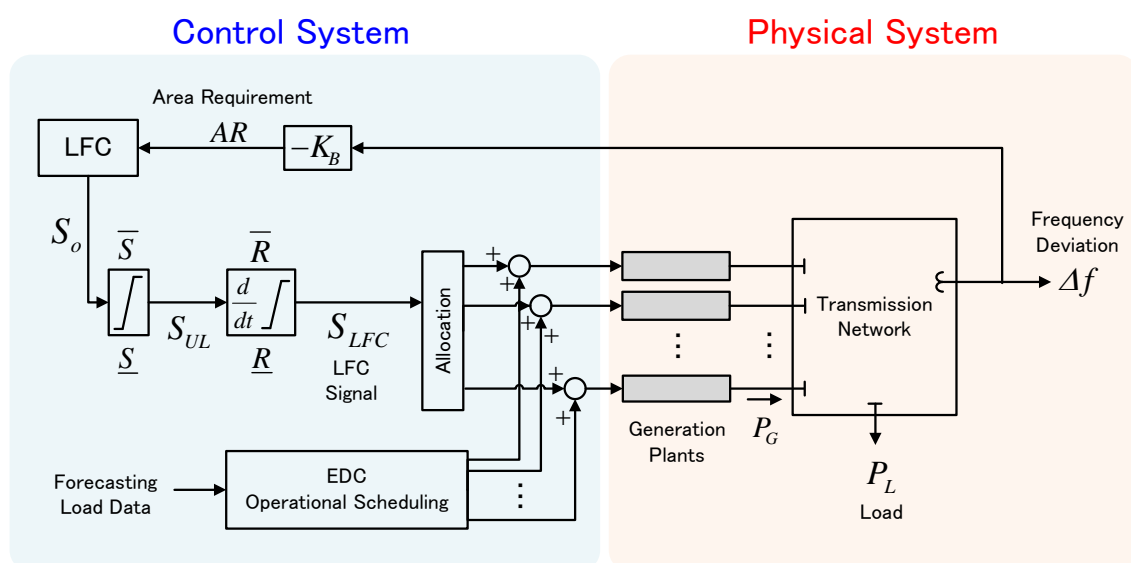 Control System
Physical System
Area Requirement
LFC
AR
−K_B
S_o
S̅
S̲
S_UL
R̅
d/dt
R̲
S_LFC
LFC
Signal
Allocation
+
+
+
+
+
+
Forecasting
Load Data
EDC
Operational Scheduling
⋮
⋮
⋮
Generation
Plants
P_G
Transmission
Network
P_L
Load
Frequency
Deviation
Δf